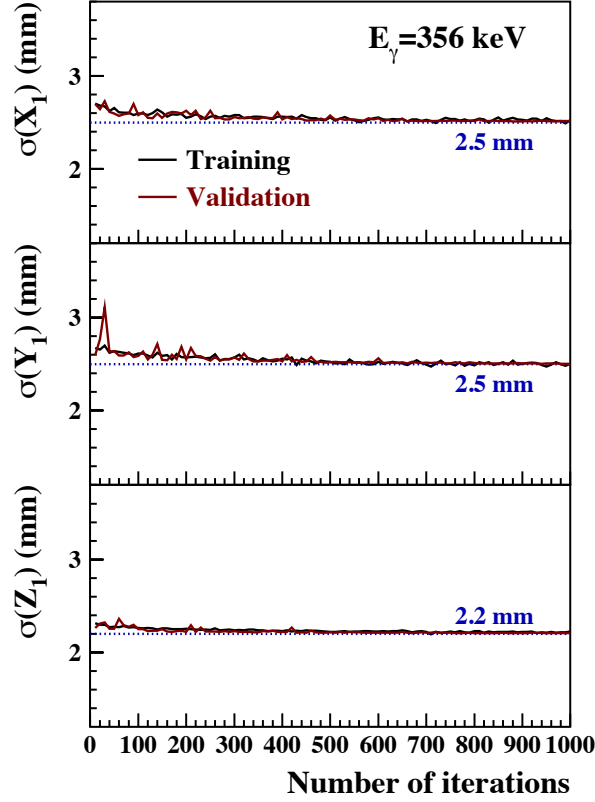 σ(X₁) (mm)
E_γ=356 keV
3
2
2.5 mm
Training
Validation
σ(Y₁) (mm)
3
2
2.5 mm
σ(Z₁) (mm)
3
2
2.2 mm
0 100 200 300 400 500 600 700 800 900 1000
Number of iterations